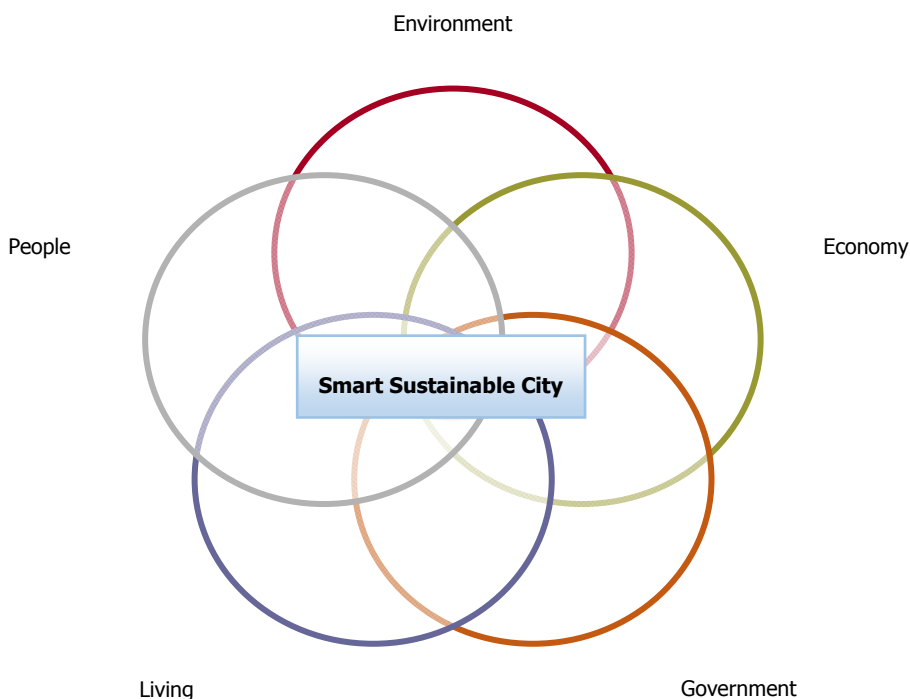 Environment
People
Economy
Smart Sustainable City
Living
Government